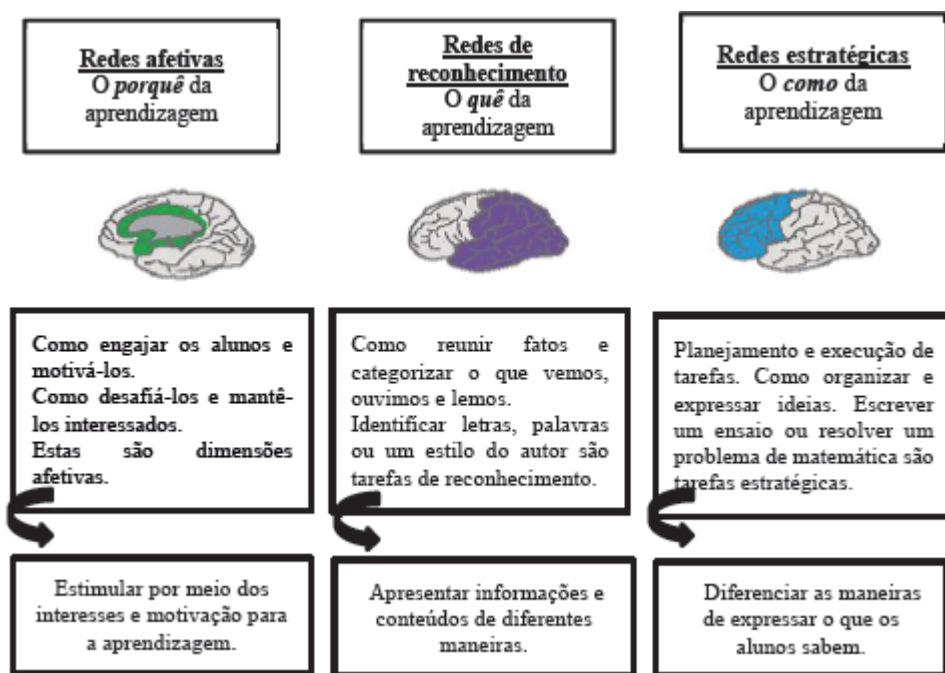 Redes afetivas
O porquê da
aprendizagem
Redes de
reconhecimento
O quê da
aprendizagem
Redes estratégicas
O como da
aprendizagem
Como engajar os alunos e
motivá-los.
Como desafiá-los e mantê-
los interessados.
Estas são dimensões
afetivas.
Como reunir fatos e
categorizar o que vemos,
ouvimos e lemos.
Identificar letras, palavras
ou um estilo do autor são
tarefas de reconhecimento.
Planejamento e execução de
tarefas. Como organizar e
expressar ideias. Escrever
um ensaio ou resolver um
problema de matemática são
tarefas estratégicas.
Estimular por meio dos
interesses e motivação para
a aprendizagem.
Apresentar informações e
conteúdos de diferentes
maneiras.
Diferenciar as maneiras
de expressar o que os
alunos sabem.